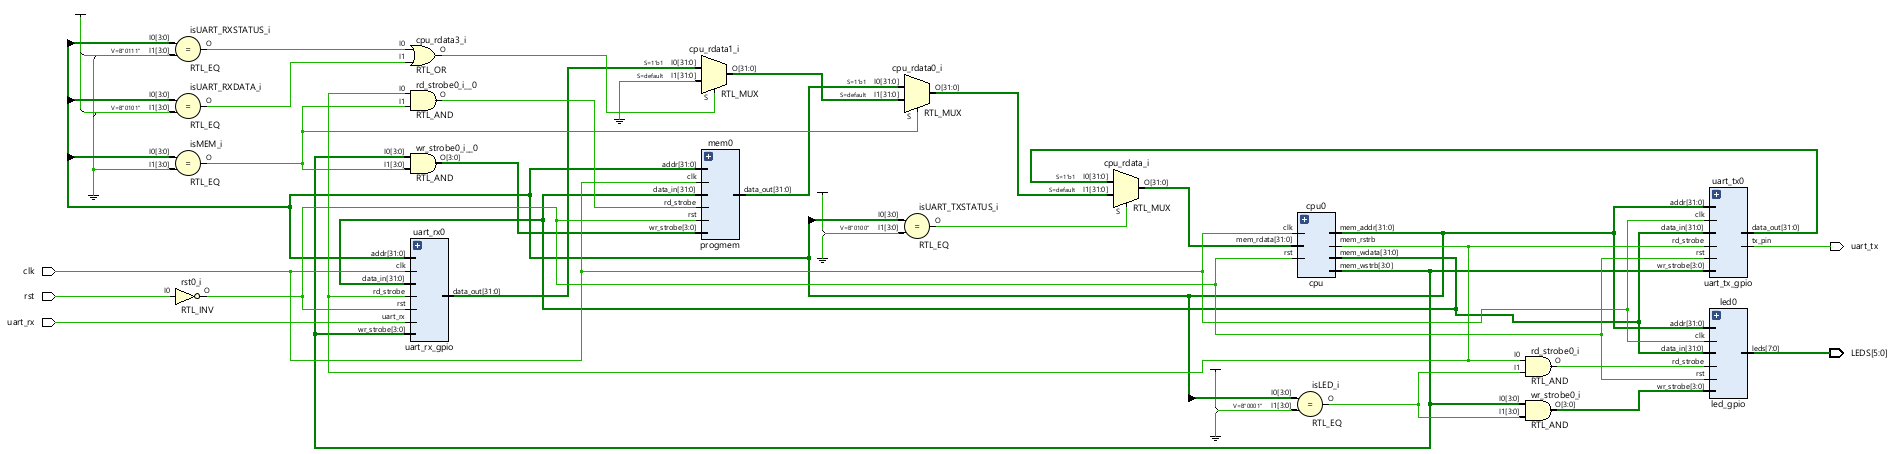 isUART_RXSTATUS_i
I0[3:0]
V=B"0111"
I1[3:0]
O
=
RTL_EQ
isUART_RXDATA_i
I0[3:0]
V=B"0101"
I1[3:0]
O
=
RTL_EQ
isMEM_i
I0[3:0]
I1[3:0]
O
=
RTL_EQ
cpu_rdata3_i
I0
I1
O
RTL_OR
rd_strobe0_i__0
I0
I1
O
RTL_AND
wr_strobe0_i__0
I0[3:0]
I1[3:0]
O[3:0]
RTL_AND
cpu_rdata1_i
S=1'b1
I0[31:0]
S=default
I1[31:0]
O[31:0]
S
RTL_MUX
cpu_rdata0_i
S=1'b1
I0[31:0]
S=default
I1[31:0]
O[31:0]
S
RTL_MUX
mem0
addr[31:0]
clk
data_in[31:0]
rd_strobe
rst
wr_strobe[3:0]
data_out[31:0]
progmem
cpu_rdata_i
S=1'b1
I0[31:0]
S=default
I1[31:0]
O[31:0]
S
RTL_MUX
isUART_TXSTATUS_i
I0[3:0]
V=B"0100"
I1[3:0]
O
=
RTL_EQ
clk
rst
uart_rx
rst0_i
I0
O
RTL_INV
uart_rx0
addr[31:0]
clk
data_in[31:0]
rd_strobe
rst
uart_rx
wr_strobe[3:0]
data_out[31:0]
uart_rx_gpio
cpu0
clk
mem_rdata[31:0]
rst
mem_addr[31:0]
mem_rstrb
mem_wdata[31:0]
mem_wstrb[3:0]
cpu
uart_tx0
addr[31:0]
clk
data_in[31:0]
rd_strobe
rst
wr_strobe[3:0]
data_out[31:0]
tx_pin
uart_tx_gpio
uart_tx
led0
addr[31:0]
clk
data_in[31:0]
rd_strobe
rst
wr_strobe[3:0]
leds[7:0]
led_gpio
LEDS[5:0]
rd_strobe0_i
I0
I1
O
RTL_AND
isLED_i
I0[3:0]
V=B"0001"
I1[3:0]
O
=
RTL_EQ
wr_strobe0_i
I0[3:0]
I1[3:0]
O[3:0]
RTL_AND